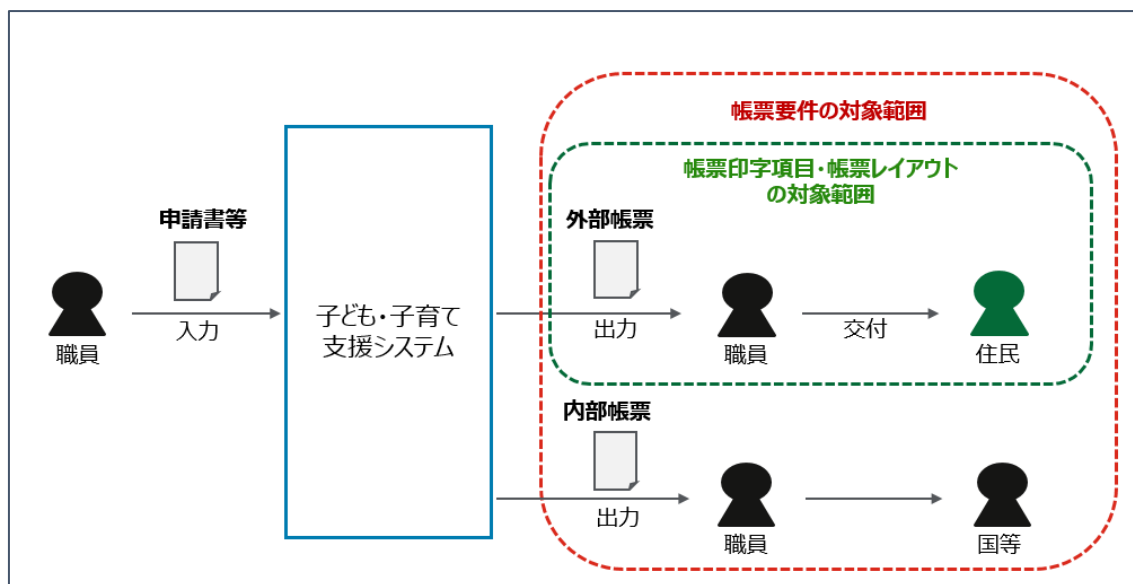 帳票要件の対象範囲
帳票印字項目・帳票レイアウト
の対象範囲
申請書等
外部帳票
子ども・子育て
支援システム
入力
出力
交付
職員
職員
住民
内部帳票
出力
職員
国等